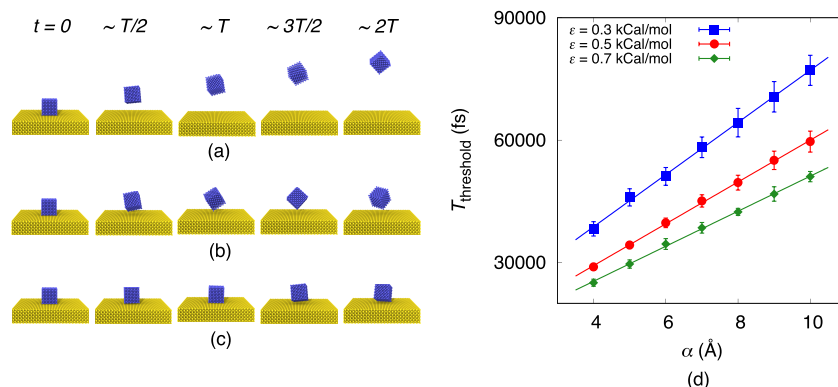 t = 0 ~ T/2 ~ T ~ 3T/2 ~ 2T
(a)
(b)
(c)
90000
60000
30000
T threshold (fs)
ε = 0.3 kCal/mol
ε = 0.5 kCal/mol
ε = 0.7 kCal/mol
4 6 8 10
α (Å)
(d)